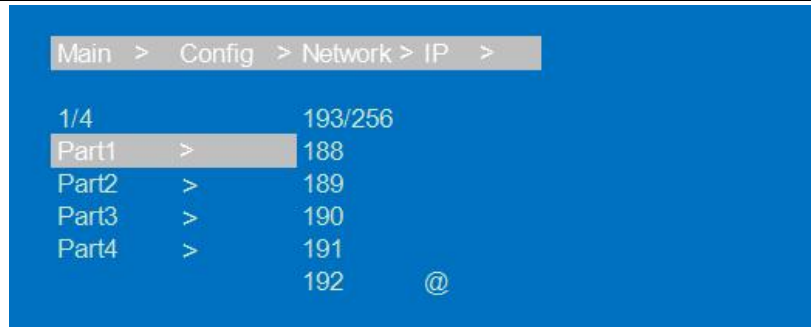 Main > Config > Network > IP >
1/4 193/256
Part1 > 188
Part2 > 189
Part3 > 190
Part4 > 191
192 @